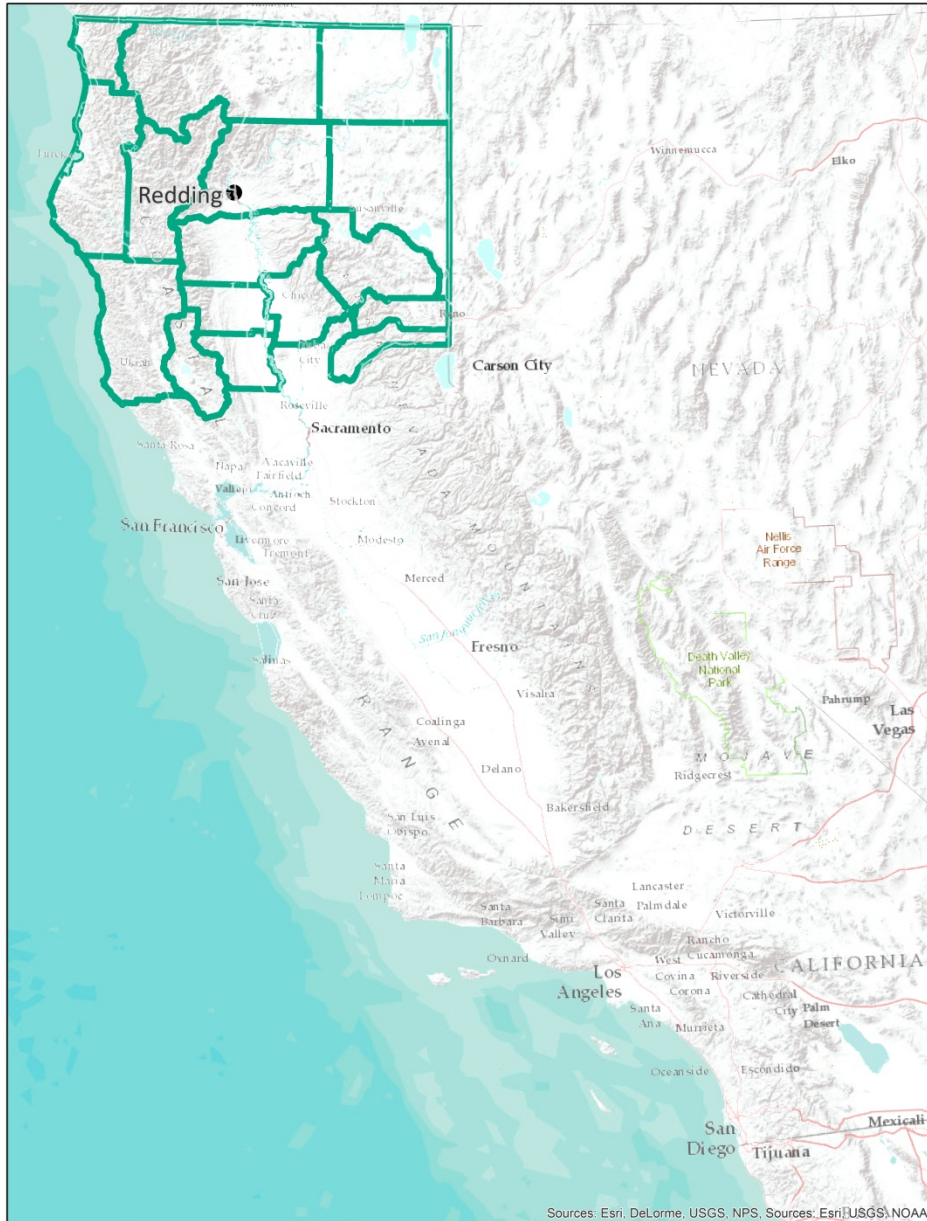 Winnemucca
Elko
Redding
Susanville
Chico
Reno
City
Ukiah
Carson City
NEVADA
Roseville
Sacramento
Santa Rosa
Napa
Vacaville
Fairfield
Vallejo
Antioch
Concord
Stockton
San Francisco
Livermore
Modesto
Nellis
Air Force
Range
San Jose
Merced
Santa
Cruz
San Joaquin River
Fresno
Salinas
Death Valley
National
Park
Visalia
Pahrump
Las
Vegas
Coalinga
Avenal
RANGE
MOJAVE
Delano
Ridgecrest
Bakersfield
San Luis
Obispo
DESERT
Santa
Maria
Lompoc
Lancaster
Palmdale
Santa
Clarita
Victorville
Santa
Barbara
Simi
Valley
Rancho
Cucamonga
Oxnard
West
Covina
Riverside
CALIFORNIA
Los
Angeles
Corona
Cathedral
City
Palm
Desert
Santa
Ana
Murrieta
Oceanside
Escondido
San
Diego
Mexicali
Tijuana
Sources: Esri, DeLorme, USGS, NPS, Sources: Esri, USGS, NOAA